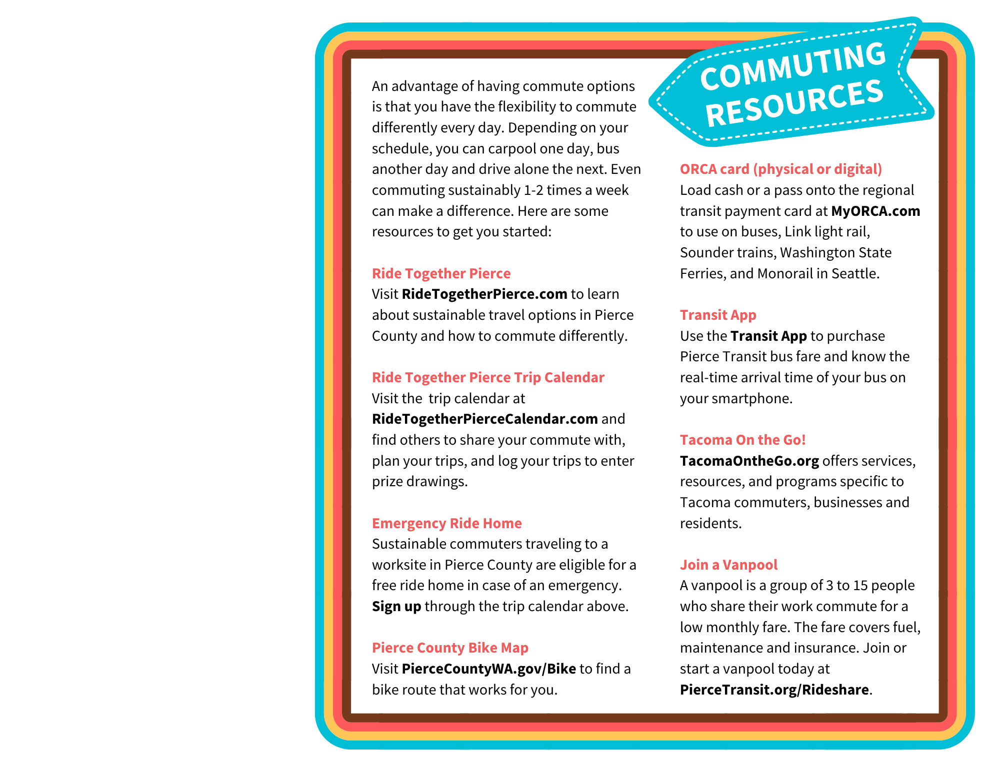 COMMUTING
RESOURCES
An advantage of having commute options
is that you have the flexibility to commute
differently every day. Depending on your
schedule, you can carpool one day, bus
another day and drive alone the next. Even
commuting sustainably 1-2 times a week
can make a difference. Here are some
resources to get you started:
Ride Together Pierce
Visit RideTogetherPierce.com to learn
about sustainable travel options in Pierce
County and how to commute differently.
Ride Together Pierce Trip Calendar
Visit the  trip calendar at
RideTogetherPierceCalendar.com and
find others to share your commute with,
plan your trips, and log your trips to enter
prize drawings.
Emergency Ride Home
Sustainable commuters traveling to a
worksite in Pierce County are eligible for a
free ride home in case of an emergency.
Sign up through the trip calendar above.
Pierce County Bike Map
Visit PierceCountyWA.gov/Bike to find a
bike route that works for you.
ORCA card (physical or digital)
Load cash or a pass onto the regional
transit payment card at MyORCA.com
to use on buses, Link light rail,
Sounder trains, Washington State
Ferries, and Monorail in Seattle.
Transit App
Use the Transit App to purchase
Pierce Transit bus fare and know the
real-time arrival time of your bus on
your smartphone.
Tacoma On the Go!
TacomaOntheGo.org offers services,
resources, and programs specific to
Tacoma commuters, businesses and
residents.
Join a Vanpool
A vanpool is a group of 3 to 15 people
who share their work commute for a
low monthly fare. The fare covers fuel,
maintenance and insurance. Join or
start a vanpool today at
PierceTransit.org/Rideshare.